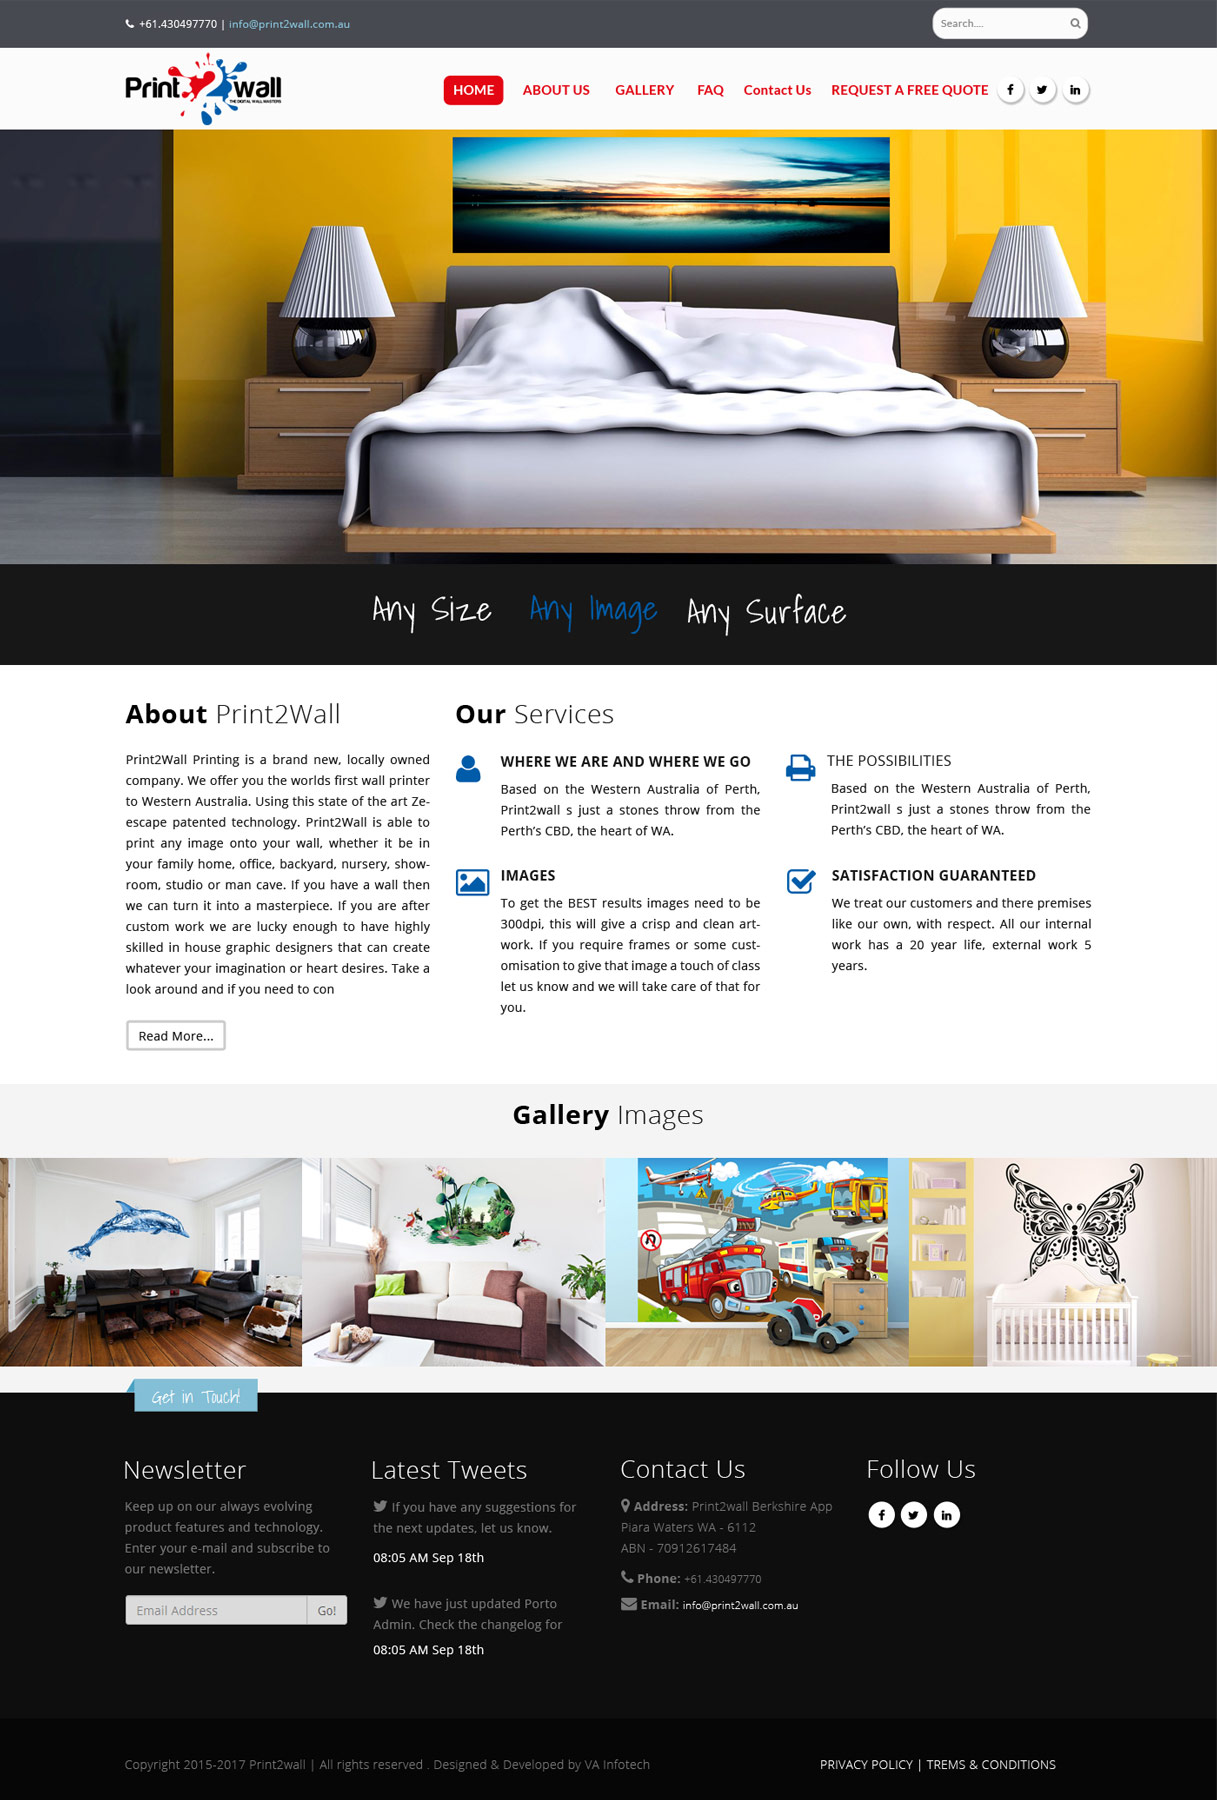 +61.430497770 | info@print2wall.com.au
Search....
Print 2 wall
THE DIGITAL WALL MASTERS
HOME ABOUT US GALLERY FAQ Contact Us REQUEST A FREE QUOTE
Any Size Any Image Any Surface
About Print2Wall
Print2Wall Printing is a brand new, locally owned
company. We offer you the worlds first wall printer
to Western Australia. Using this state of the art Ze-
escape patented technology. Print2Wall is able to
print any image onto your wall, whether it be in
your family home, office, backyard, nursery, show-
room, studio or man cave. If you have a wall then
we can turn it into a masterpiece. If you are after
custom work we are lucky enough to have highly
skilled in house graphic designers that can create
whatever your imagination or heart desires. Take a
look around and if you need to con
Read More...
Our Services
WHERE WE ARE AND WHERE WE GO
Based on the Western Australia of Perth,
Print2wall s just a stones throw from the
Perth's CBD, the heart of WA.
THE POSSIBILITIES
Based on the Western Australia of Perth,
Print2wall s just a stones throw from the
Perth's CBD, the heart of WA.
IMAGES
To get the BEST results images need to be
300dpi, this will give a crisp and clean art-
work. If you require frames or some cust-
omisation to give that image a touch of class
let us know and we will take care of that for
you.
SATISFACTION GUARANTEED
We treat our customers and there premises
like our own, with respect. All our internal
work has a 20 year life, external work 5
years.
Gallery Images
Get in Touch!
Newsletter
Keep up on our always evolving
product features and technology.
Enter your e-mail and subscribe to
our newsletter.
Email Address Go!
Latest Tweets
If you have any suggestions for
the next updates, let us know.
08:05 AM Sep 18th
We have just updated Porto
Admin. Check the changelog for
08:05 AM Sep 18th
Contact Us
Address: Print2wall Berkshire App
Piara Waters WA - 6112
ABN - 70912617484
Phone: +61.430497770
Email: info@print2wall.com.au
Follow Us
Copyright 2015-2017 Print2wall | All rights reserved . Designed & Developed by VA Infotech
PRIVACY POLICY | TREMS & CONDITIONS